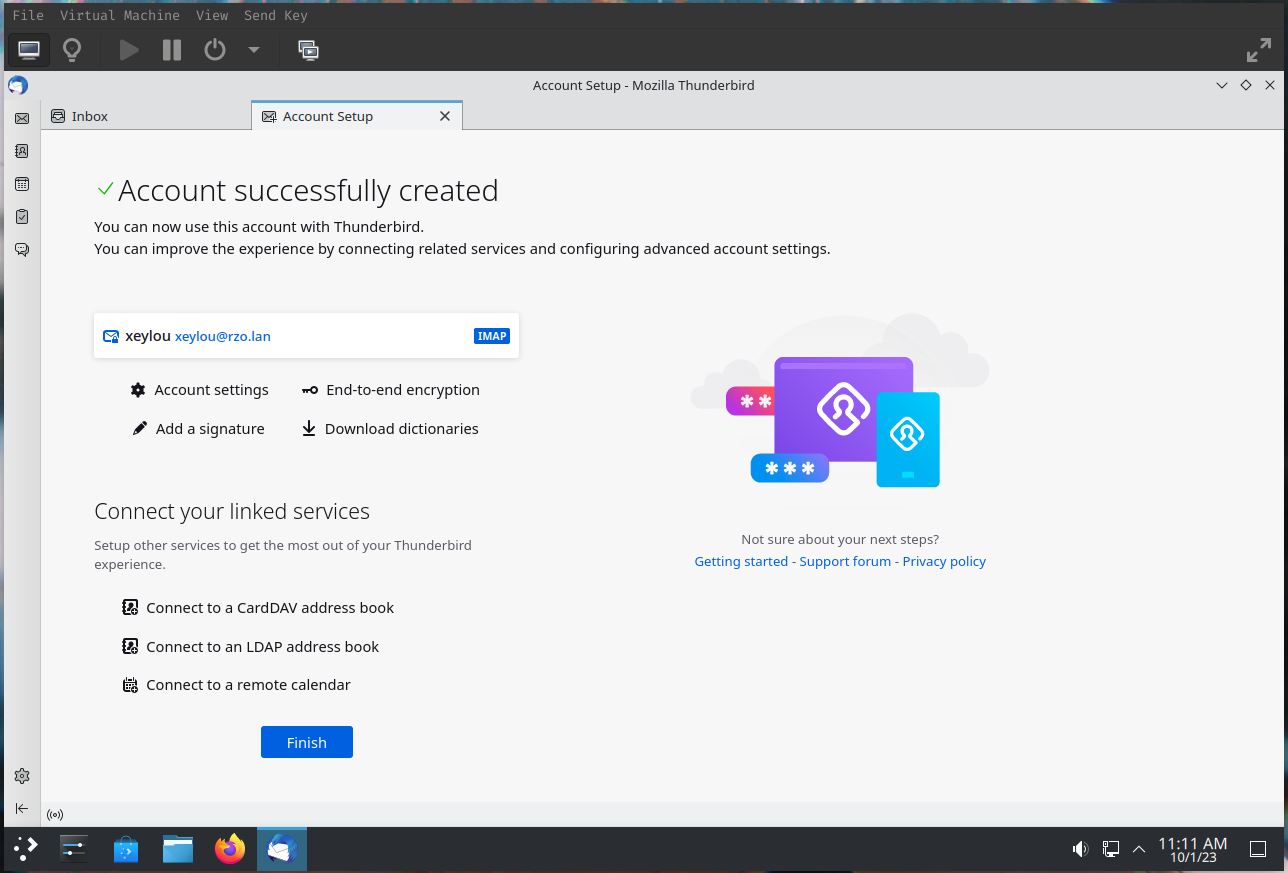 File Virtual Machine View Send Key
Account Setup - Mozilla Thunderbird
Inbox
Account Setup
Account successfully created
You can now use this account with Thunderbird.
You can improve the experience by connecting related services and configuring advanced account settings.
xeylou xeylou@rzo.lan IMAP
Account settings
End-to-end encryption
Add a signature
Download dictionaries
Connect your linked services
Setup other services to get the most out of your Thunderbird
experience.
Connect to a CardDAV address book
Connect to an LDAP address book
Connect to a remote calendar
Finish
** 
***
Not sure about your next steps?
Getting started - Support forum - Privacy policy
11:11 AM
10/1/23